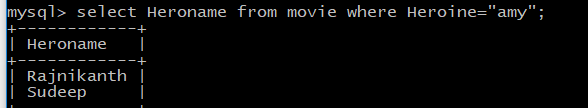 mysql> select Heroname from movie where Heroine="amy";
+------------+
| Heroname   |
+------------+
| Rajnikanth |
| Sudeep     |
+------------+